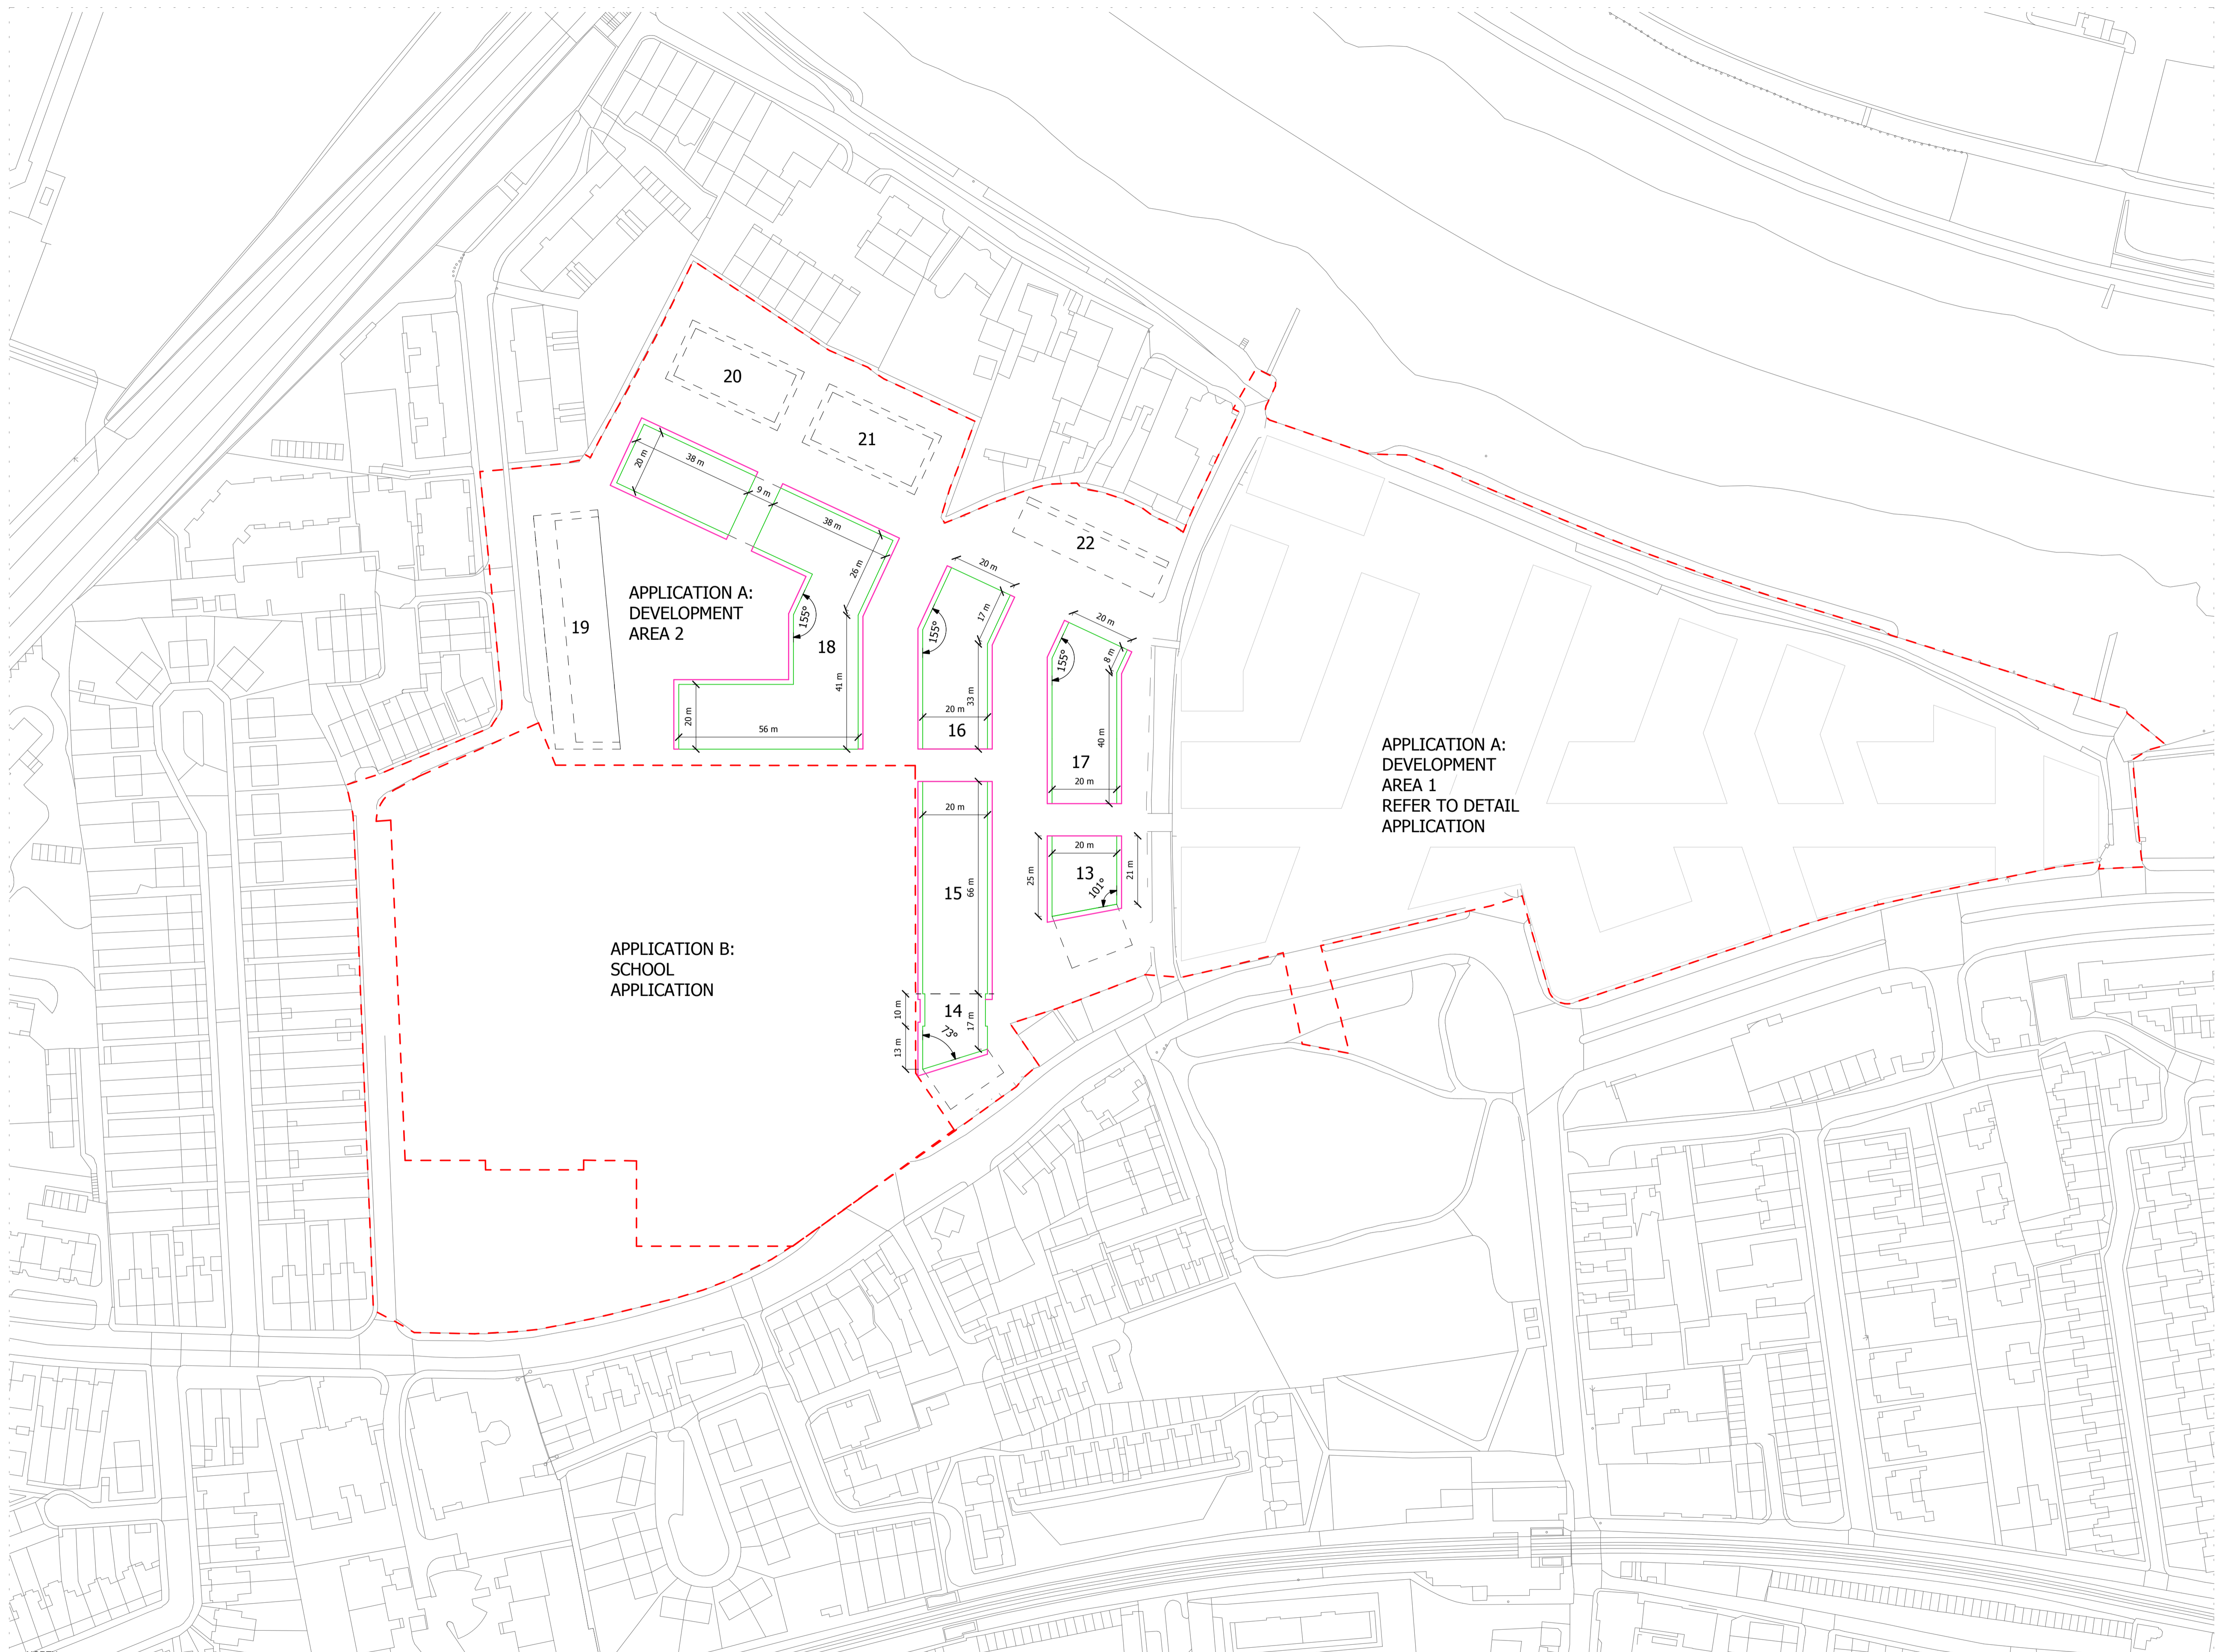 20
21
38 m
20 m
9 m
38 m
22
26 m
20 m
APPLICATION A:
DEVELOPMENT
AREA 2
19
155°
18
155°
17 m
20 m
155°
8 m
41 m
33 m
20 m
20 m
56 m
16
40 m
17
20 m
APPLICATION A:
DEVELOPMENT
AREA 1
REFER TO DETAIL
APPLICATION
20 m
20 m
25 m
13
21 m
101°
15
66 m
APPLICATION B:
SCHOOL
APPLICATION
10 m
14
17 m
73°
13 m